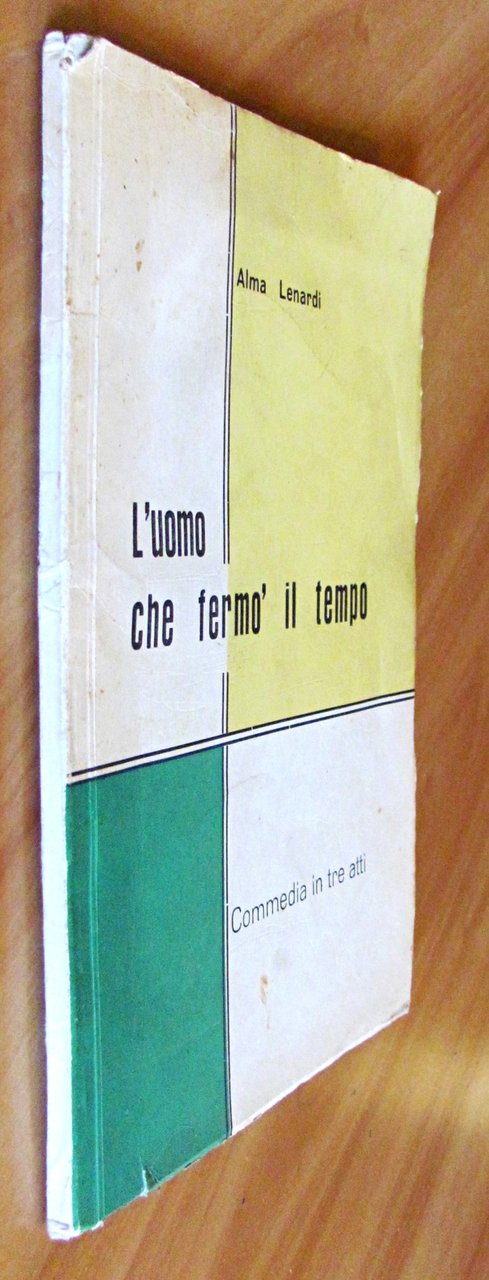 Alma Lenardi
L'uomo
che fermo' il tempo
Commedia in tre atti